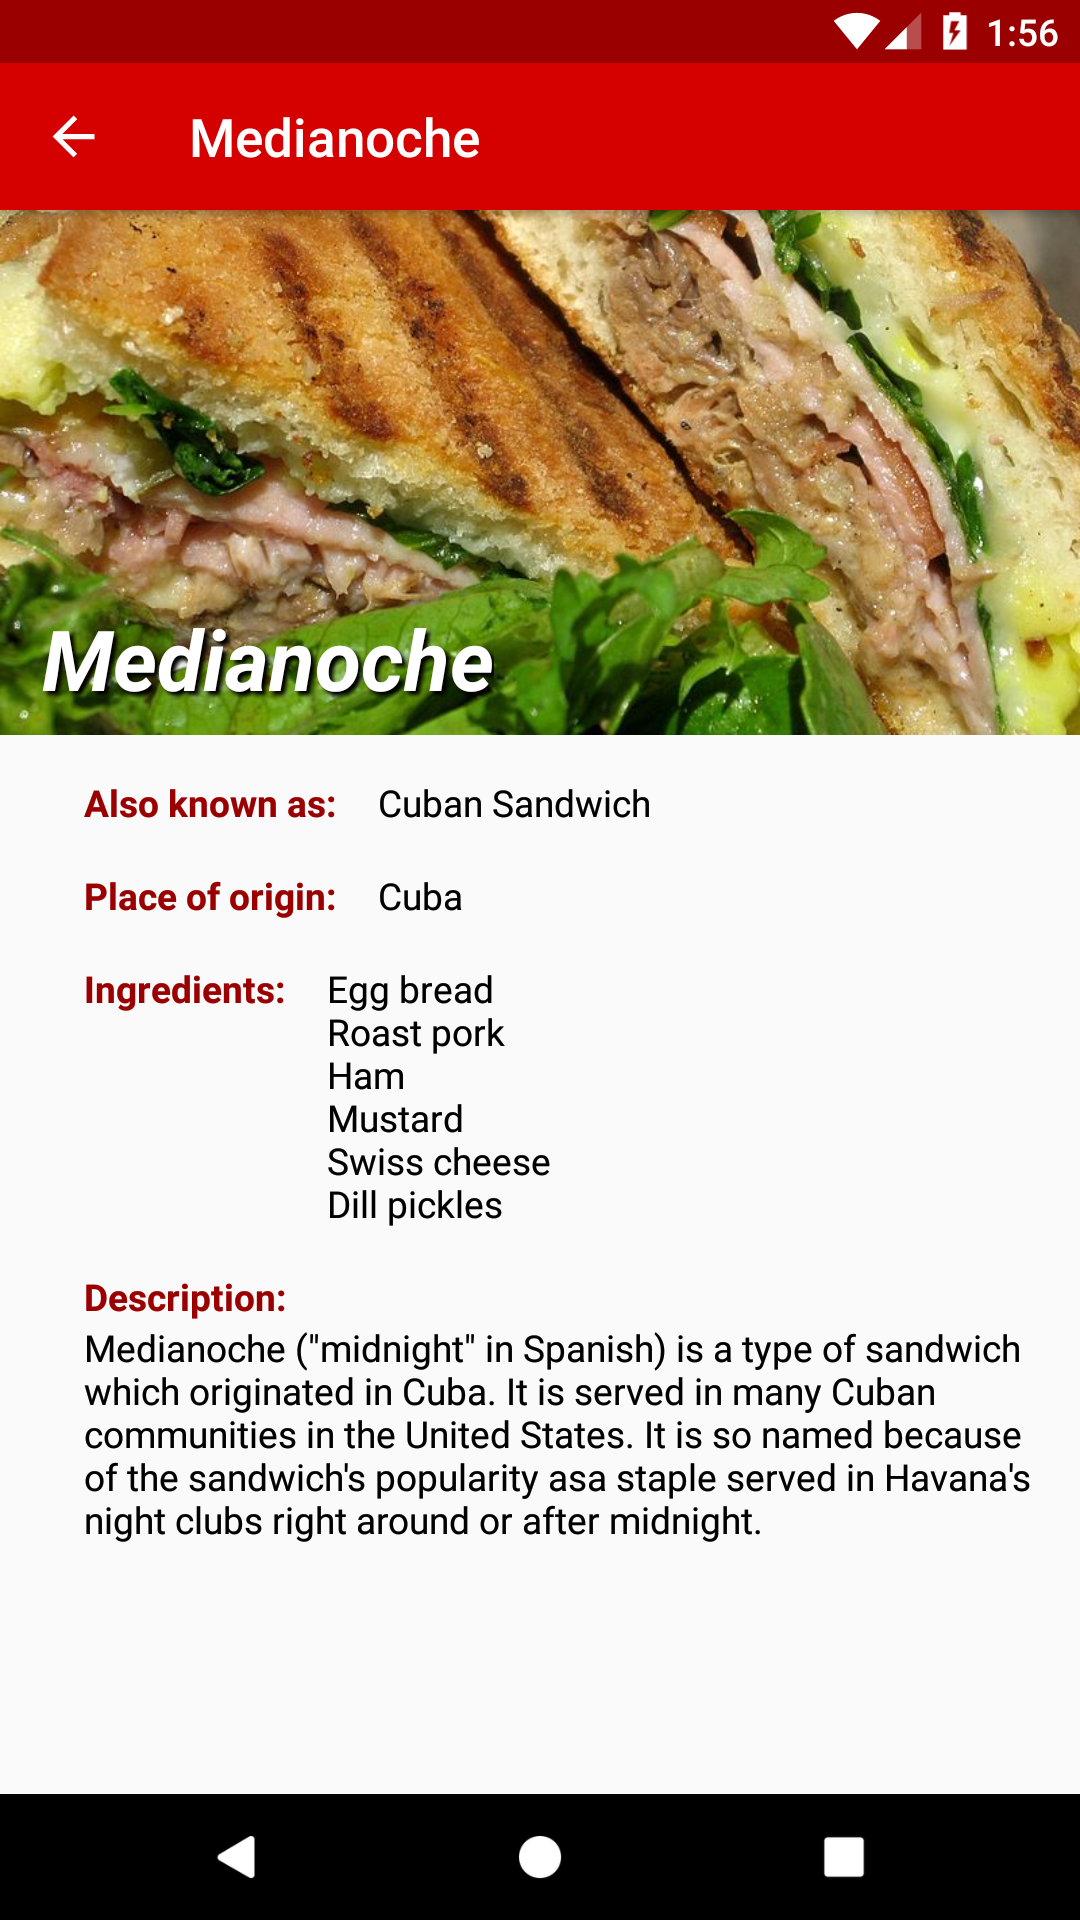 1:56
Medianoche
Medianoche
Also known as: Cuban Sandwich
Place of origin: Cuba
Ingredients: Egg bread
Roast pork
Ham
Mustard
Swiss cheese
Dill pickles
Description:
Medianoche ("midnight" in Spanish) is a type of sandwich
which originated in Cuba. It is served in many Cuban
communities in the United States. It is so named because
of the sandwich's popularity asa staple served in Havana's
night clubs right around or after midnight.